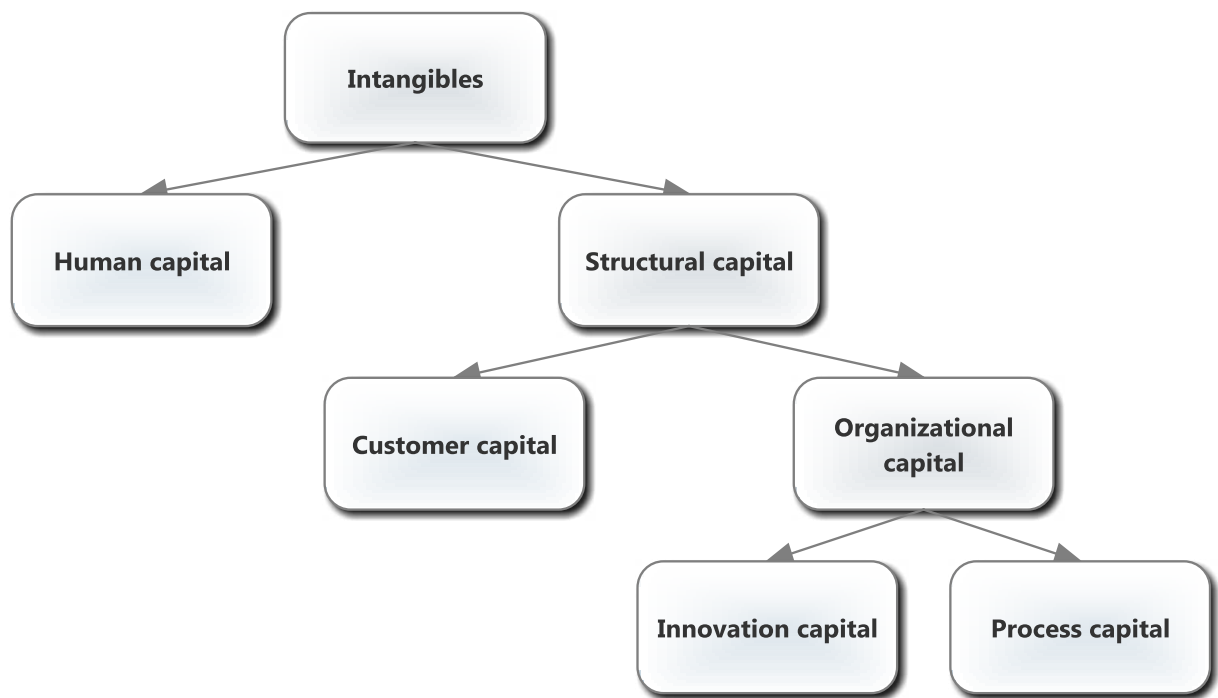 Intangibles
Human capital
Structural capital
Customer capital
Organizational
capital
Innovation capital
Process capital